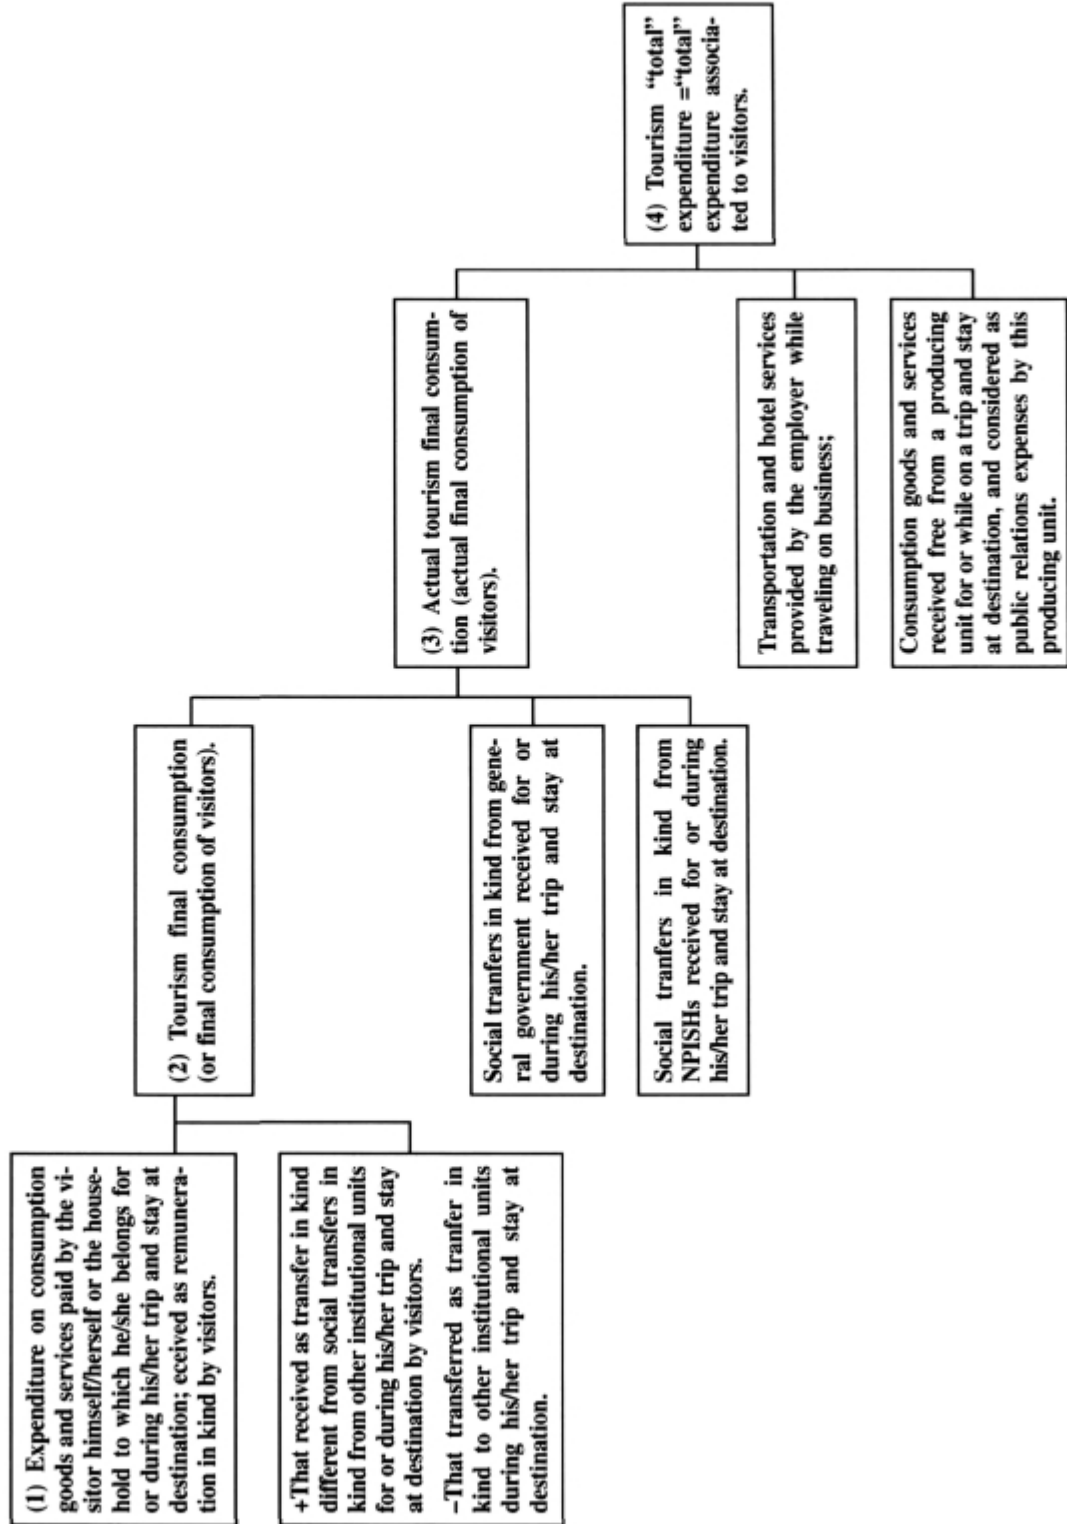 (1) Expenditure on consumption
goods and services paid by the vi-
sitor himself/herself or the house-
hold to which he/she belongs for
or during his/her trip and stay at
destination; eceived as remunera-
tion in kind by visitors.
+That received as transfer in kind
different from social transfers in
kind from other institutional units
for or during his/her trip and stay
at destination by visitors.
–That transferred as tranfer in
kind to other institutional units
during his/her trip and stay at
destination.
(2) Tourism final consumption
(or final consumption of visitors).
Social tranfers in kind from gene-
ral government received for or
during his/her trip and stay at
destination.
Social tranfers in kind from
NPISHs received for or during
his/her trip and stay at destination.
(3) Actual tourism final consum-
tion (actual final consumption of
visitors).
Transportation and hotel services
provided by the employer while
traveling on business;
Consumption goods and services
received free from a producing
unit for or while on a trip and stay
at destination, and considered as
public relations expenses by this
producing unit.
(4) Tourism “total”
expenditure =“total”
expenditure associa-
ted to visitors.